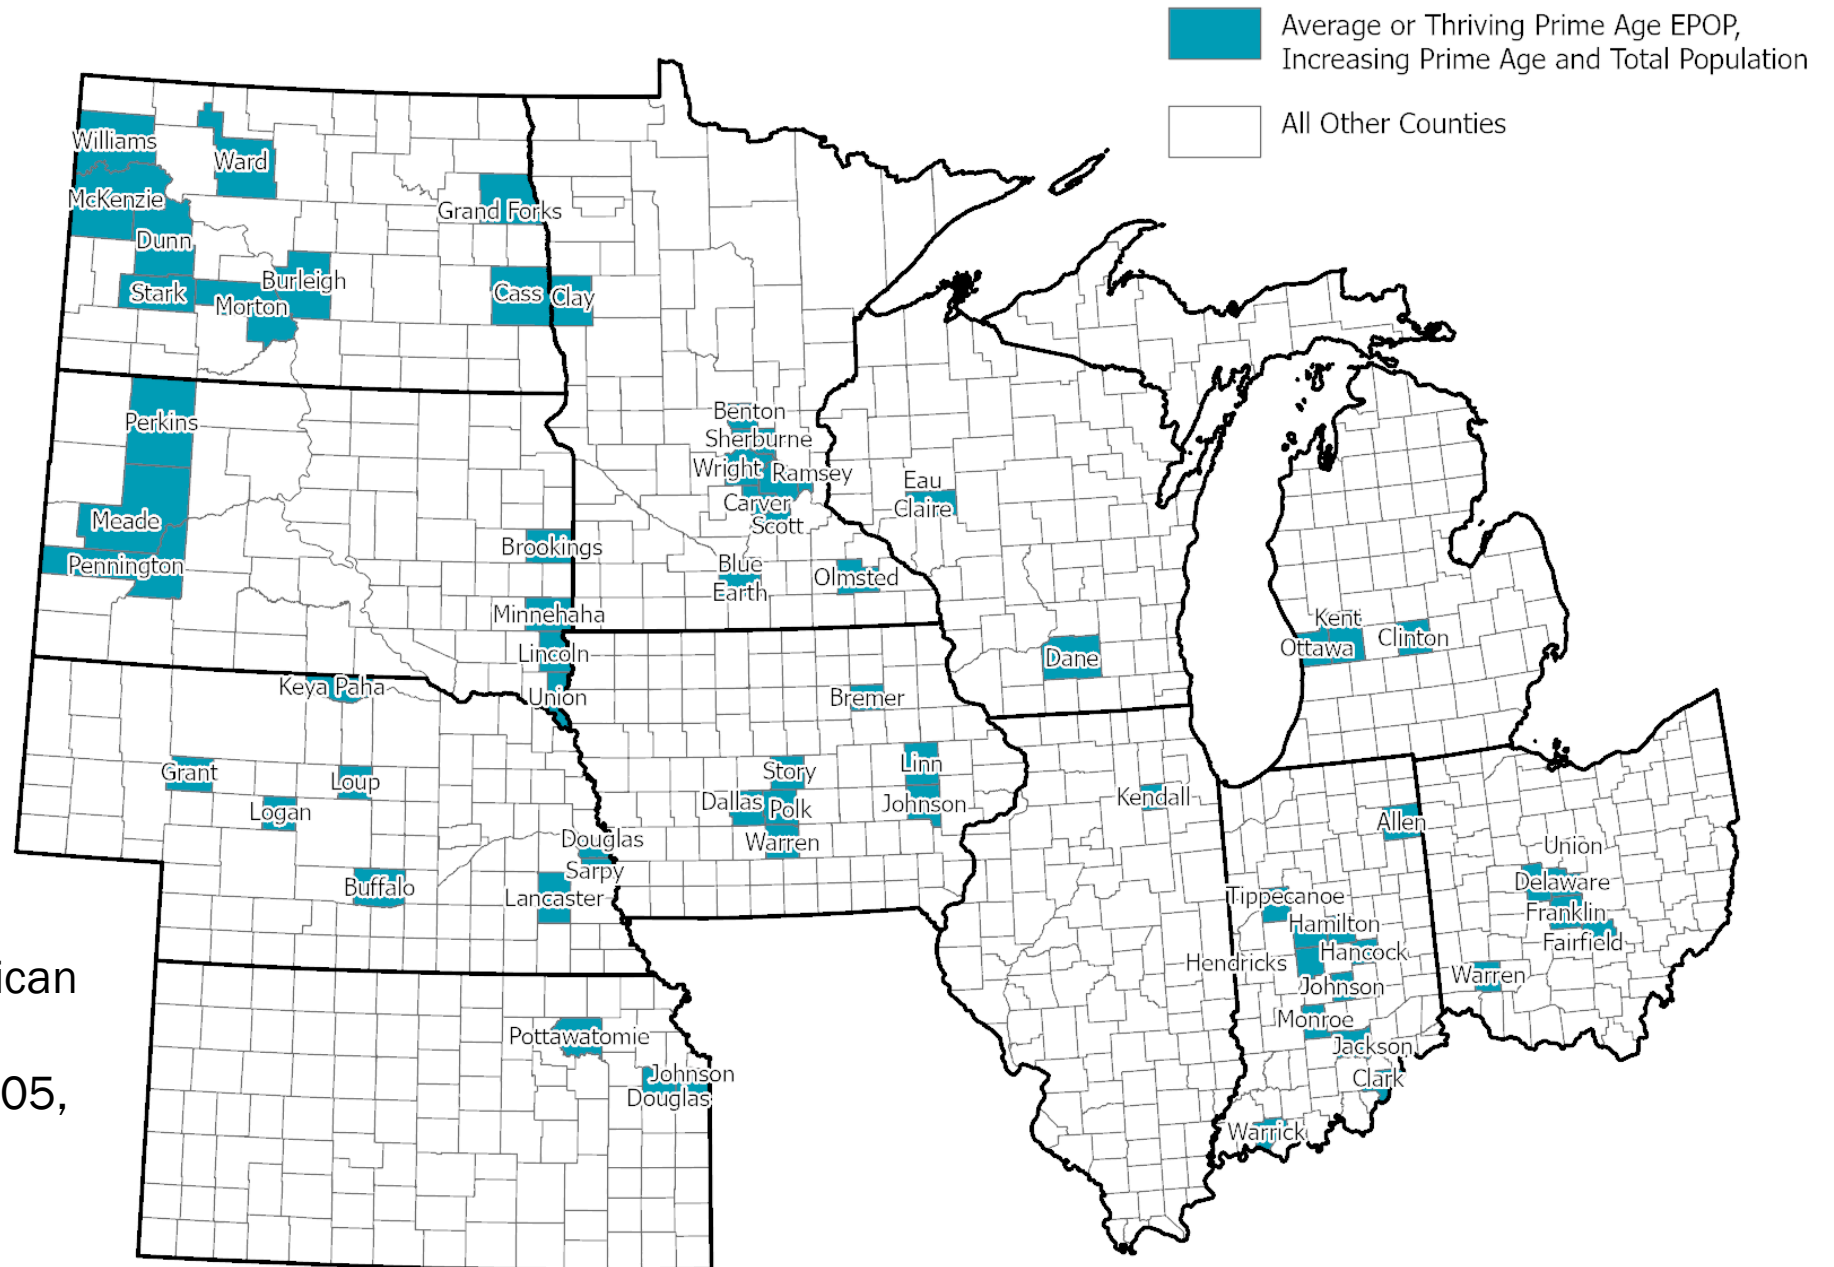 Average or Thriving Prime Age EPOP,
Increasing Prime Age and Total Population
All Other Counties
Williams
Ward
McKenzie
Grand Forks
Dunn
Burleigh
Stark
Morton
Cass
Clay
Perkins
Meade
Pennington
Brookings
Minnehaha
Lincoln
Union
Benton
Sherburne
Wright
Ramsey
Carver
Scott
Blue
Earth
Olmsted
Eau
Claire
Dane
Kent
Ottawa
Clinton
Keya Paha
Grant
Loup
Logan
Buffalo
Douglas
Sarpy
Lancaster
Bremer
Story
Linn
Dallas
Polk
Johnson
Warren
Kendall
Allen
Tippecanoe
Hamilton
Hancock
Hendricks
Johnson
Monroe
Jackson
Clark
Warrick
Union
Delaware
Franklin
Fairfield
Warren
Pottawatomie
Johnson
Douglas
ican
05,